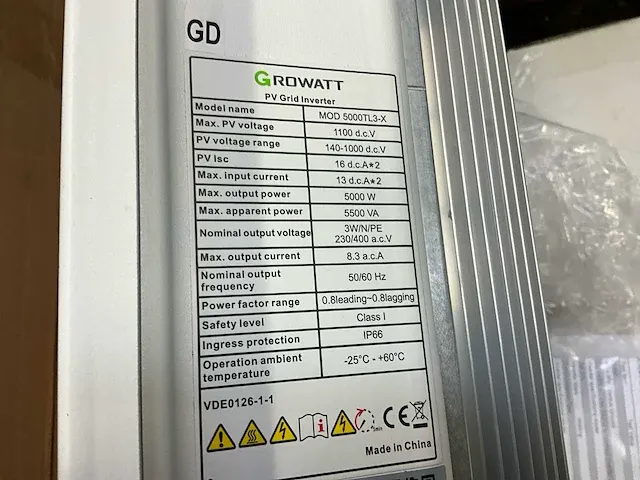 GD
GROWATT
PV Grid Inverter
Model name MOD 5000TL3-X
Max. PV voltage 1100 d.c.V
PV voltage range 140-1000 d.c.V
PV Isc 16 d.c.A*2
Max. input current 13 d.c.A*2
Max. output power 5000 W
Max. apparent power 5500 VA
Nominal output voltage 3W/N/PE
230/400 a.c.V
Max. output current 8.3 a.c.A
Nominal output
frequency 50/60 Hz
Power factor range 0.8leading~0.8lagging
Safety level Class I
Ingress protection IP66
Operation ambient
temperature -25°C - +60°C
VDE0126-1-1
5min
CE
Made in China